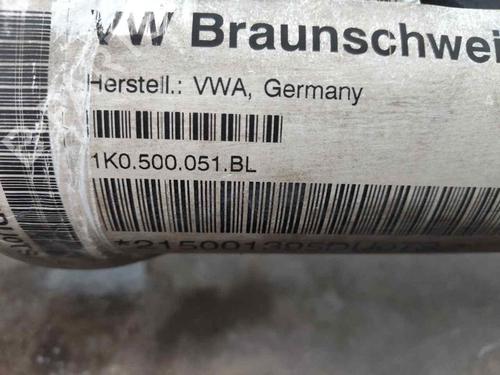 VW Braunschwei
Herstell.: VWA, Germany
1K0.500.051.BL